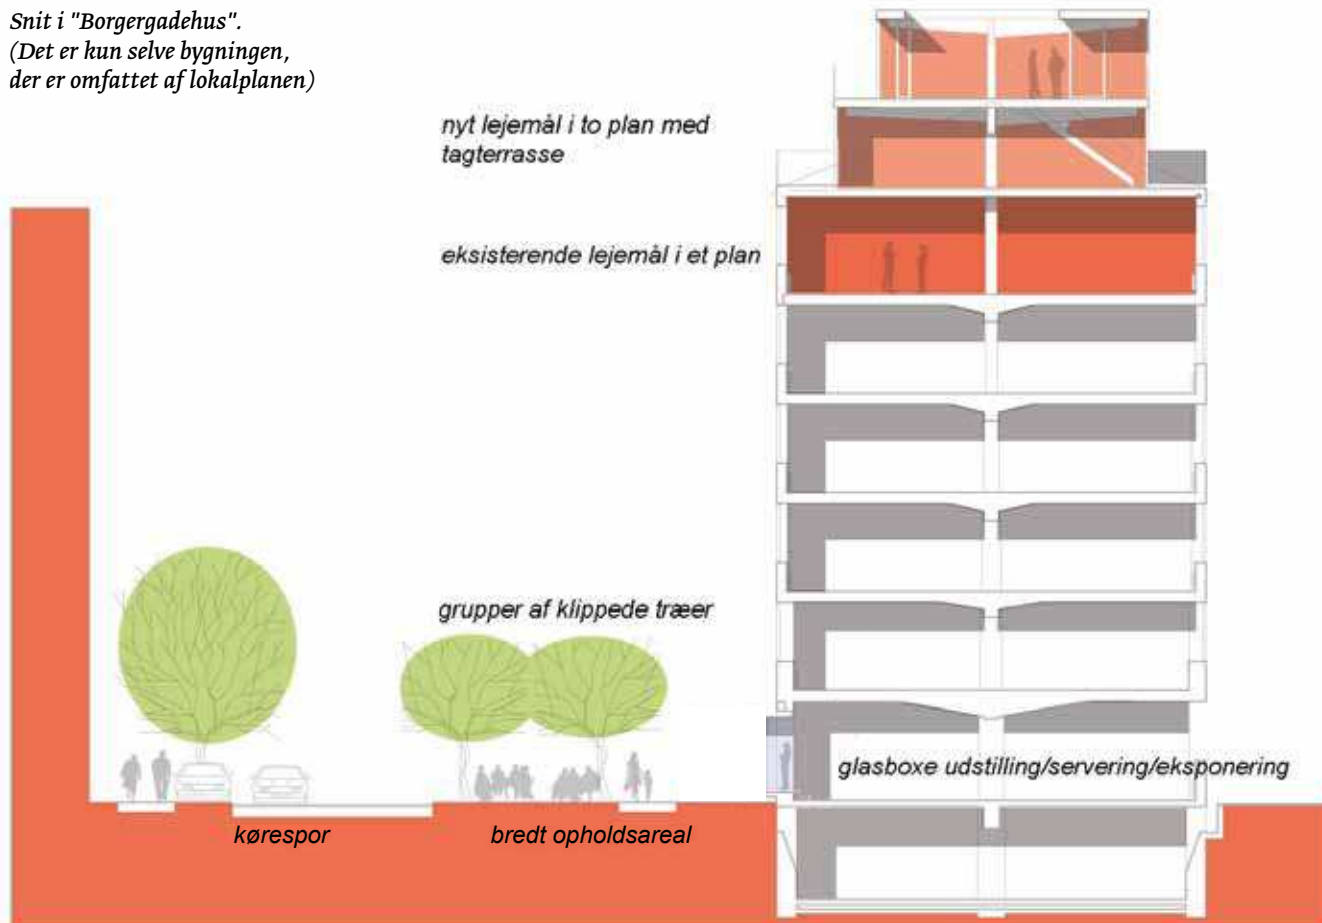 Snit i "Borgergadehus".
(Det er kun selve bygningen,
der er omfattet af lokalplanen)
nyt lejemål i to plan med
tagterrasse
eksisterende lejemål i et plan
grupper af klippede træer
glasboxe udstilling/servering/eksponering
kørespor
bredt opholdsareal